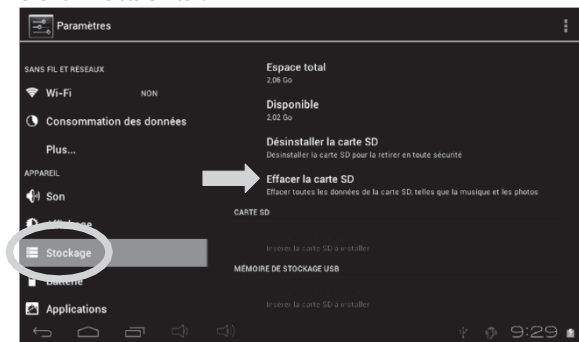 Paramètres
SANS FIL ET RÉSEAUX
Wi-Fi NON
Consommation des données
Plus...
APPAREIL
Son
Affichage
Stockage
Batterie
Applications
Espace total
2,06 Go
Disponible
2,02 Go
Désinstaller la carte SD
Désinstaller la carte SD pour la retirer en toute sécurité
Effacer la carte SD
Effacer toutes les données de la carte SD, telles que la musique et les photos
CARTE SD
Insérer la carte SD à installer
MÉMOIRE DE STOCKAGE USB
Insérer la carte SD à installer
9:29